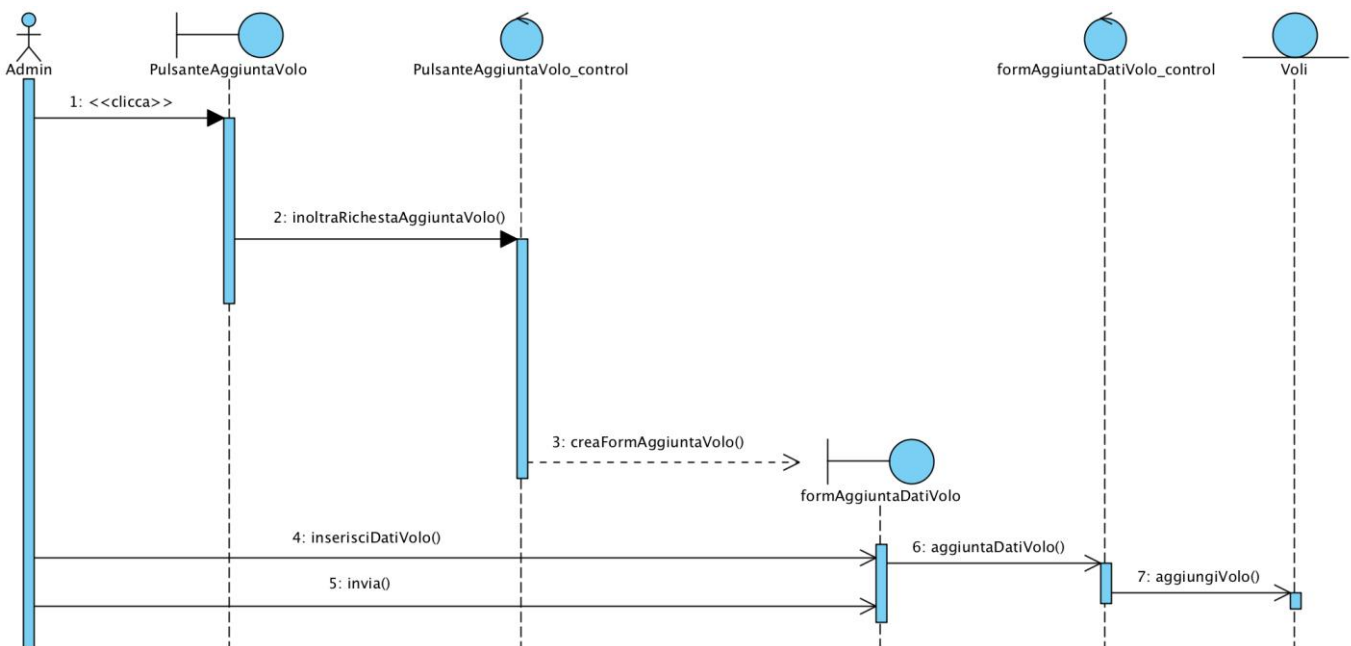 Admin
PulsanteAggiuntaVolo
PulsanteAggiuntaVolo_control
formAggiuntaDatiVolo_control
Voli
1: <<clicca>>
2: inoltraRichestaAggiuntaVolo()
3: creaFormAggiuntaVolo()
formAggiuntaDatiVolo
4: inserisciDatiVolo()
6: aggiuntaDatiVolo()
5: invia()
7: aggiungiVolo()